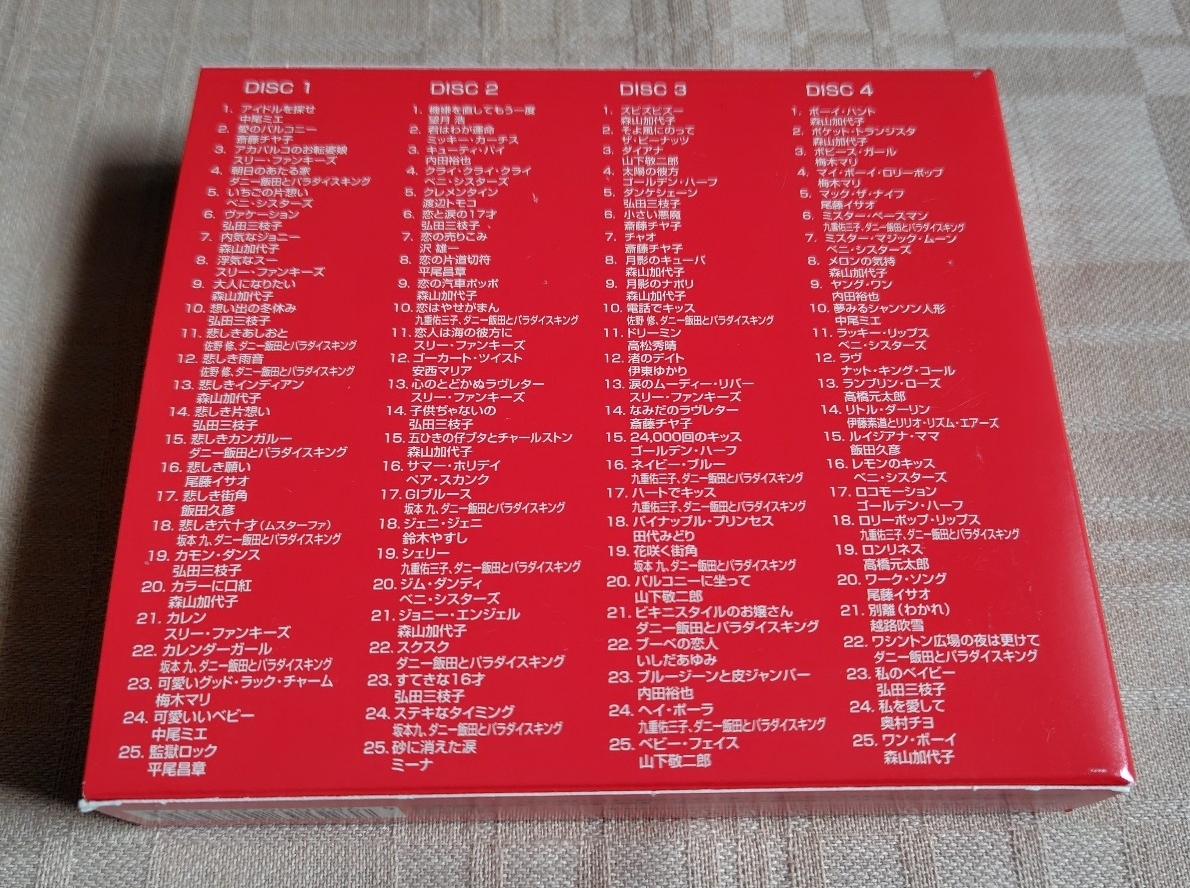 DISC 1
1. アイドルを探せ
中尾ミエ
2. 愛のバルコニー
斎藤チヤ子
3. アカプルコのお転婆娘
スリー・ファンキーズ
4. 朝日のあたる家
ダニー飯田とパラダイスキング
5. いちごの片想い
ベニ・シスターズ
6. ヴァケーション
弘田三枝子
7. 内気なジョニー
森山加代子
8. 浮気なスー
スリー・ファンキーズ
9. 大人になりたい
森山加代子
10. 想い出の冬休み
弘田三枝子
11. 悲しきあしおと
佐野 修、ダニー飯田とパラダイスキング
12. 悲しき雨音
佐野 修、ダニー飯田とパラダイスキング
13. 悲しきインディアン
森山加代子
14. 悲しき片想い
弘田三枝子
15. 悲しきカンガルー
ダニー飯田とパラダイスキング
16. 悲しき願い
尾藤イサオ
17. 悲しき街角
飯田久彦
18. 悲しき六十才(ムスターファ)
坂本 九、ダニー飯田とパラダイスキング
19. カモン・ダンス
弘田三枝子
20. カラーに口紅
森山加代子
21. カレン
スリー・ファンキーズ
22. カレンダーガール
坂本 九、ダニー飯田とパラダイスキング
23. 可愛いグッド・ラック・チャーム
梅木マリ
24. 可愛いいベビー
中尾ミエ
25. 監獄ロック
平尾昌章
DISC 2
1. 機嫌を直してもう一度
望月 浩
2. 君はわが運命
ミッキー・カーチス
3. キューティ・パイ
内田裕也
4. クライ・クライ・クライ
ベニ・シスターズ
5. クレメンタイン
渡辺トモコ
6. 恋と涙の17才
弘田三枝子
7. 恋の売りこみ
沢 雄一
8. 恋の片道切符
平尾昌章
9. 恋の汽車ポッポ
森山加代子
10. 恋はやせがまん
九重佑三子、ダニー飯田とパラダイスキング
11. 恋人は海の彼方に
スリー・ファンキーズ
12. ゴーカート・ツイスト
安西マリア
13. 心のとどかぬラヴレター
スリー・ファンキーズ
14. 子供ぢゃないの
弘田三枝子
15. 五ひきの仔ブタとチャールストン
森山加代子
16. サマー・ホリデイ
ベア・スカンク
17. GIブルース
坂本 九、ダニー飯田とパラダイスキング
18. ジェニ・ジェニ
鈴木やすし
19. シェリー
九重佑三子、ダニー飯田とパラダイスキング
20. ジム・ダンディ
ベニ・シスターズ
21. ジョニー・エンジェル
森山加代子
22. スクスク
ダニー飯田とパラダイスキング
23. すてきな16才
弘田三枝子
24. ステキなタイミング
坂本九、ダニー飯田とパラダイスキング
25. 砂に消えた涙
ミーナ
DISC 3
1. ズビズビズー
森山加代子
2. そよ風にのって
ザ・ピーナッツ
3. ダイアナ
山下敬二郎
4. 太陽の彼方
ゴールデン・ハーフ
5. ダンケシェーン
弘田三枝子
6. 小さい悪魔
斎藤チヤ子
7. チャオ
斎藤チヤ子
8. 月影のキューバ
森山加代子
9. 月影のナポリ
森山加代子
10. 電話でキッス
佐野 修、ダニー飯田とパラダイスキング
11. ドリーミン
高松秀晴
12. 渚のデイト
伊東ゆかり
13. 涙のムーディー・リバー
スリー・ファンキーズ
14. なみだのラヴレター
斎藤チヤ子
15. 24,000回のキッス
ゴールデン・ハーフ
16. ネイビー・ブルー
九重佑三子、ダニー飯田とパラダイスキング
17. ハートでキッス
九重佑三子、ダニー飯田とパラダイスキング
18. パイナップル・プリンセス
田代みどり
19. 花咲く街角
坂本 九、ダニー飯田とパラダイスキング
20. バルコニーに坐って
山下敬二郎
21. ビキニスタイルのお嬢さん
ダニー飯田とパラダイスキング
22. ブーベの恋人
いしだあゆみ
23. ブルージーンと皮ジャンパー
内田裕也
24. ヘイ・ポーラ
九重佑三子、ダニー飯田とパラダイスキング
25. ベビー・フェイス
山下敬二郎
DISC 4
1. ボーイ・ハント
森山加代子
2. ポケット・トランジスタ
森山加代子
3. ボビーズ・ガール
梅木マリ
4. マイ・ボーイ・ロリーポップ
梅木マリ
5. マック・ザ・ナイフ
尾藤イサオ
6. ミスター・ベースマン
九重佑三子、ダニー飯田とパラダイスキング
7. ミスター・マジック・ムーン
ベニ・シスターズ
8. メロンの気持
森山加代子
9. ヤング・ワン
内田裕也
10. 夢みるシャンソン人形
中尾ミエ
11. ラッキー・リップス
ベニ・シスターズ
12. ラヴ
ナット・キング・コール
13. ランブリン・ローズ
高橋元太郎
14. リトル・ダーリン
伊藤素道とリリオ・リズム・エアーズ
15. ルイジアナ・ママ
飯田久彦
16. レモンのキッス
ベニ・シスターズ
17. ロコモーション
ゴールデン・ハーフ
18. ロリーポップ・リップス
九重佑三子、ダニー飯田とパラダイスキング
19. ロンリネス
高橋元太郎
20. ワーク・ソング
尾藤イサオ
21. 別離(わかれ)
越路吹雪
22. ワシントン広場の夜は更けて
ダニー飯田とパラダイスキング
23. 私のベイビー
弘田三枝子
24. 私を愛して
奥村チヨ
25. ワン・ボーイ
森山加代子